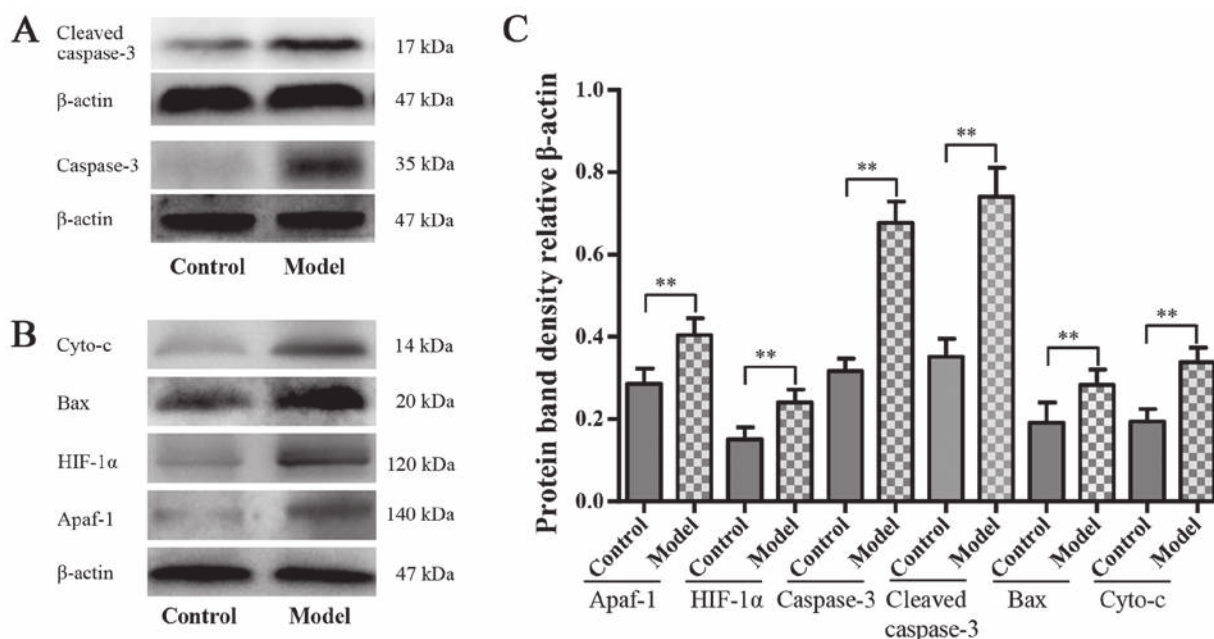 A
Cleaved
caspase-3
17 kDa
β-actin
47 kDa
Caspase-3
35 kDa
β-actin
47 kDa
Control Model
B
Cyto-c
14 kDa
Bax
20 kDa
HIF-1α
120 kDa
Apaf-1
140 kDa
β-actin
47 kDa
Control Model
C
Protein band density relative β-actin
1.0
0.8
0.6
0.4
0.2
0.0
**
**
**
**
**
**
Control Model Control Model Control Model Control Model Control Model Control Model
Apaf-1 HIF-1α Caspase-3 Cleaved Bax Cyto-c
caspase-3